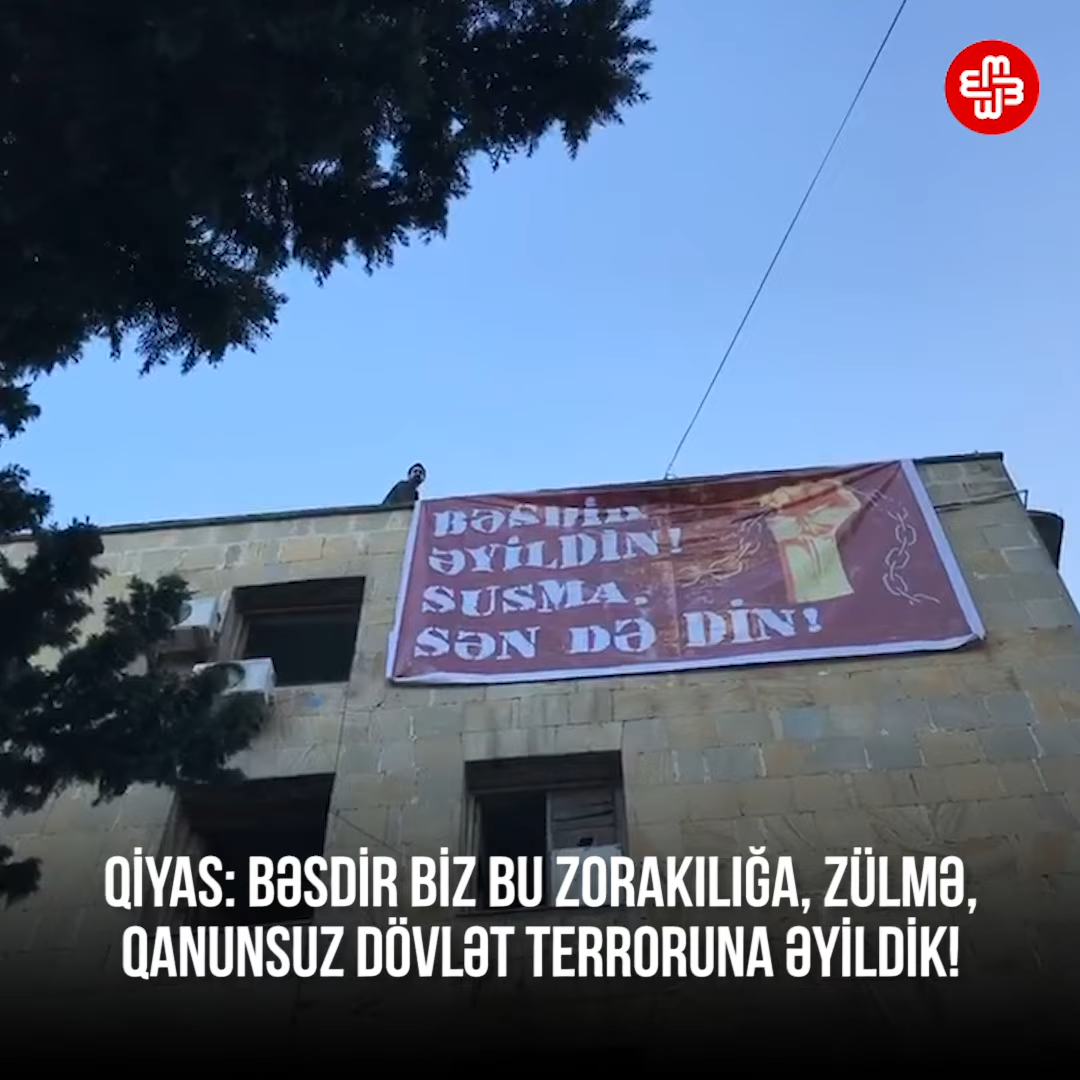 BƏSDİR
ƏYİLDİN!
SUSMA,
SƏN DƏ DİN!
QİYAS: BƏSDİR BİZ BU ZORAKILIĞA, ZÜLMƏ,
QANUNSUZ DÖVLƏT TERRORUNA ƏYİLDİK!